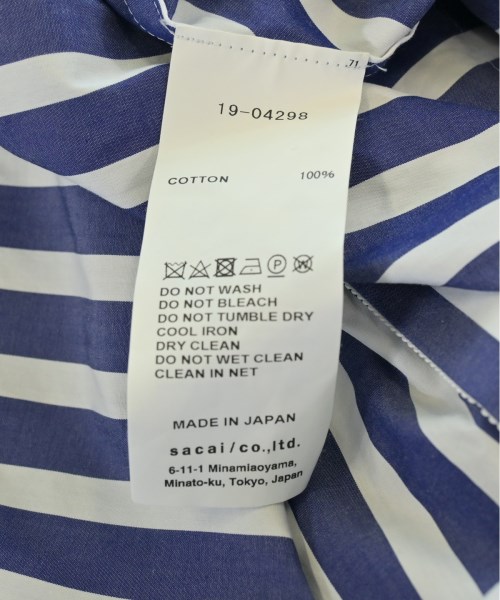 19-04298
COTTON 100%
DO NOT WASH
DO NOT BLEACH
DO NOT TUMBLE DRY
COOL IRON
DRY CLEAN
DO NOT WET CLEAN
CLEAN IN NET
MADE IN JAPAN
sacai/co.,ltd.
6-11-1 Minamiaoyama,
Minato-ku, Tokyo, Japan